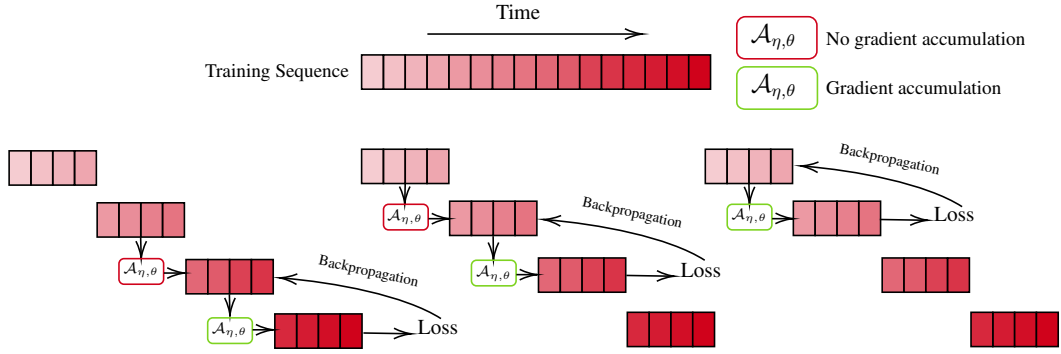 Time
Training Sequence
𝒜η,θ No gradient accumulation
𝒜η,θ Gradient accumulation
𝒜η,θ
𝒜η,θ
Backpropagation
Loss
𝒜η,θ
𝒜η,θ
Backpropagation
Loss
𝒜η,θ
Backpropagation
Loss